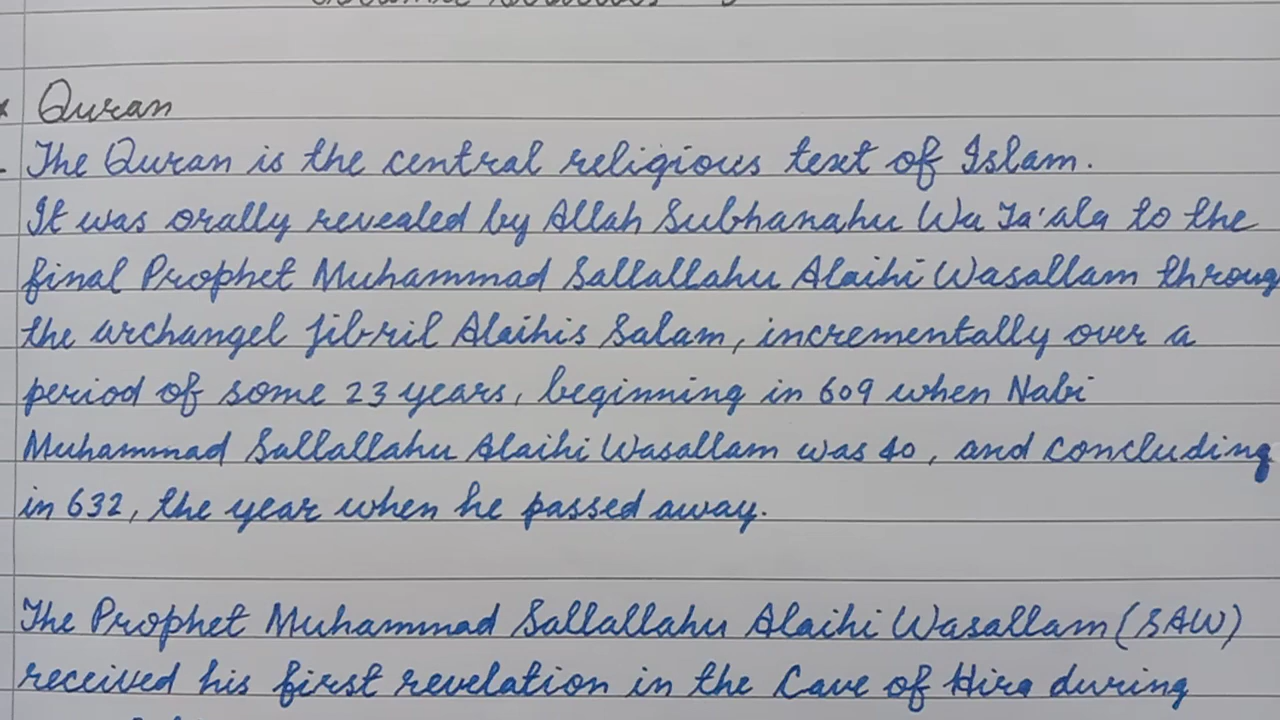 Quran
The Quran is the central religious text of Islam.
It was orally revealed by Allah Subhanahu Wa Ta'ala to the
final Prophet Muhammad Sallallahu Alaihi Wasallam throug
the archangel Jibril Alaihis Salam, incrementally over a
period of some 23 years, beginning in 609 when Nabi
Muhammad Sallallahu Alaihi Wasallam was 40, and concluding
in 632, the year when he passed away.
The Prophet Muhammad Sallallahu Alaihi Wasallam (SAW)
received his first revelation in the Cave of Hira during